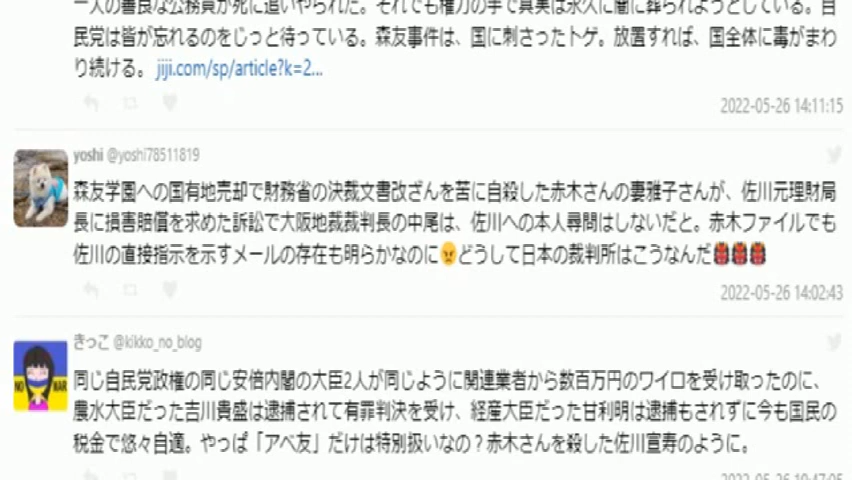 一人の善良な公務員が死に追いやられた。それでも権力の手で真実は永久に闇に葬られようとしている。自
民党は皆が忘れるのをじっと待っている。森友事件は、国に刺さったトゲ。放置すれば、国全体に毒がまわ
り続ける。 jiji.com/sp/article?k=2...
2022-05-26 14:11:15
yoshi @yoshi78511819
森友学園への国有地売却で財務省の決裁文書改ざんを苦に自殺した赤木さんの妻雅子さんが、佐川元理財局
長に損害賠償を求めた訴訟で大阪地裁裁判長の中尾は、佐川への本人尋問はしないだと。赤木ファイルでも
佐川の直接指示を示すメールの存在も明らかなのに😠どうして日本の裁判所はこうなんだ👹👹👹
2022-05-26 14:02:43
きっこ @kikko_no_blog
NO WAR
同じ自民党政権の同じ安倍内閣の大臣2人が同じように関連業者から数百万円のワイロを受け取ったのに、
農水大臣だった吉川貴盛は逮捕されて有罪判決を受け、経産大臣だった甘利明は逮捕もされずに今も国民の
税金で悠々自適。やっぱ「アベ友」だけは特別扱いなの？赤木さんを殺した佐川宣寿のように。
2022-05-26 10:47:05